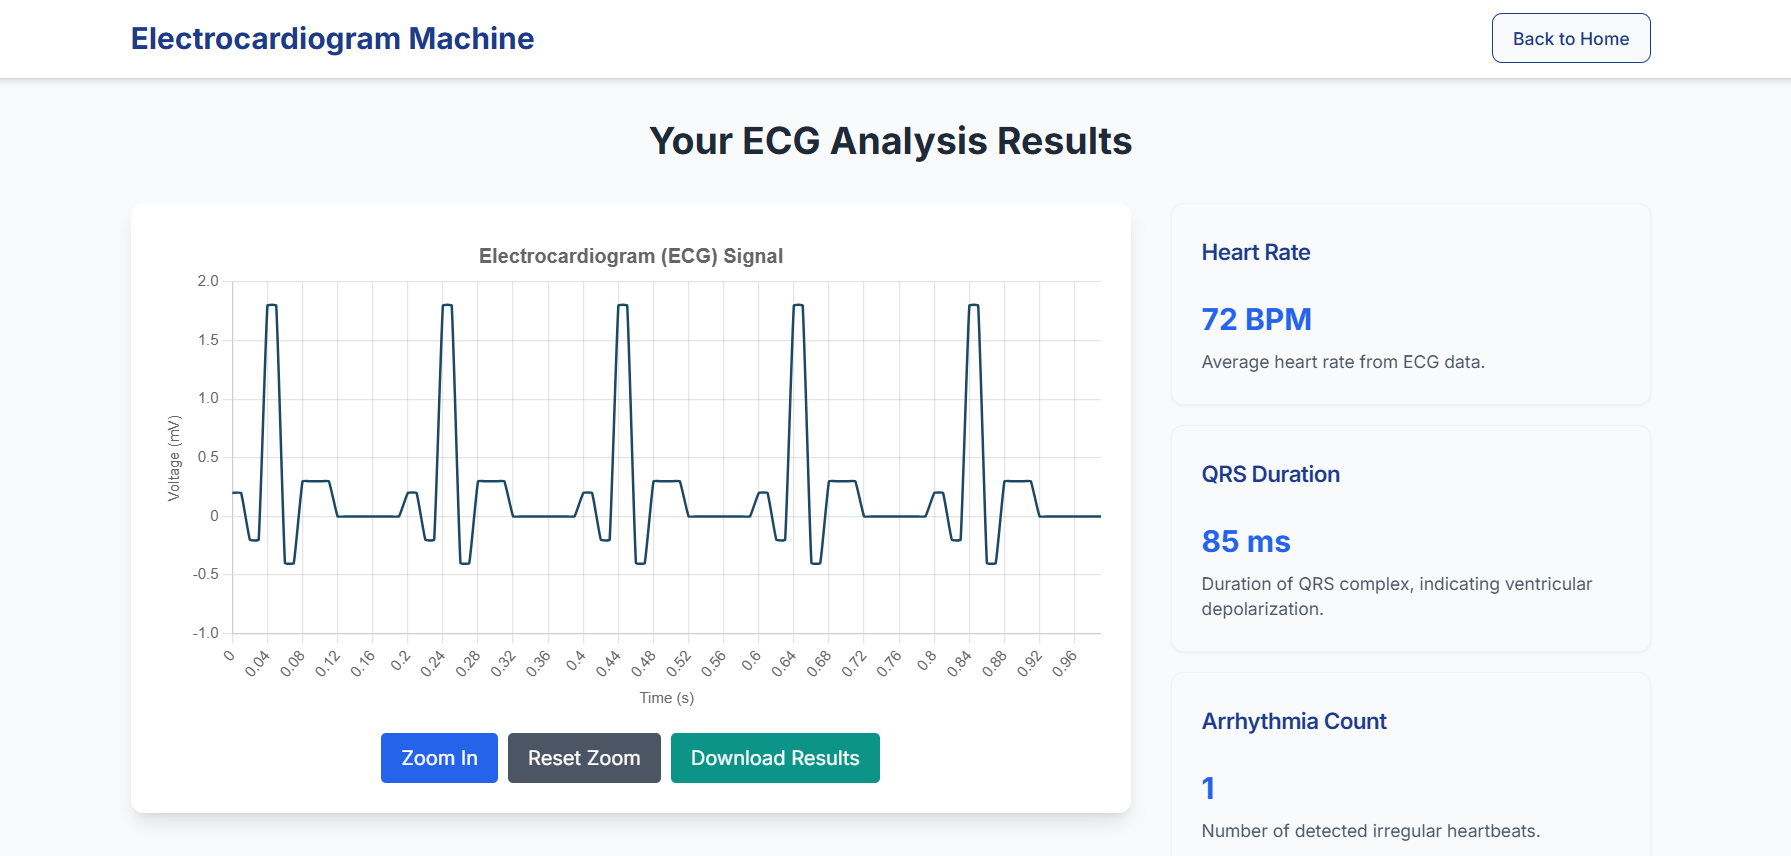 Electrocardiogram Machine
Back to Home
Your ECG Analysis Results
Electrocardiogram (ECG) Signal
2.0
1.5
1.0
0.5
0
-0.5
-1.0
Voltage (mV)
0 0.04 0.08 0.12 0.16 0.2 0.24 0.28 0.32 0.36 0.4 0.44 0.48 0.52 0.56 0.6 0.64 0.68 0.72 0.76 0.8 0.84 0.88 0.92 0.96
Time (s)
Zoom In
Reset Zoom
Download Results
Heart Rate
72 BPM
Average heart rate from ECG data.
QRS Duration
85 ms
Duration of QRS complex, indicating ventricular
depolarization.
Arrhythmia Count
1
Number of detected irregular heartbeats.